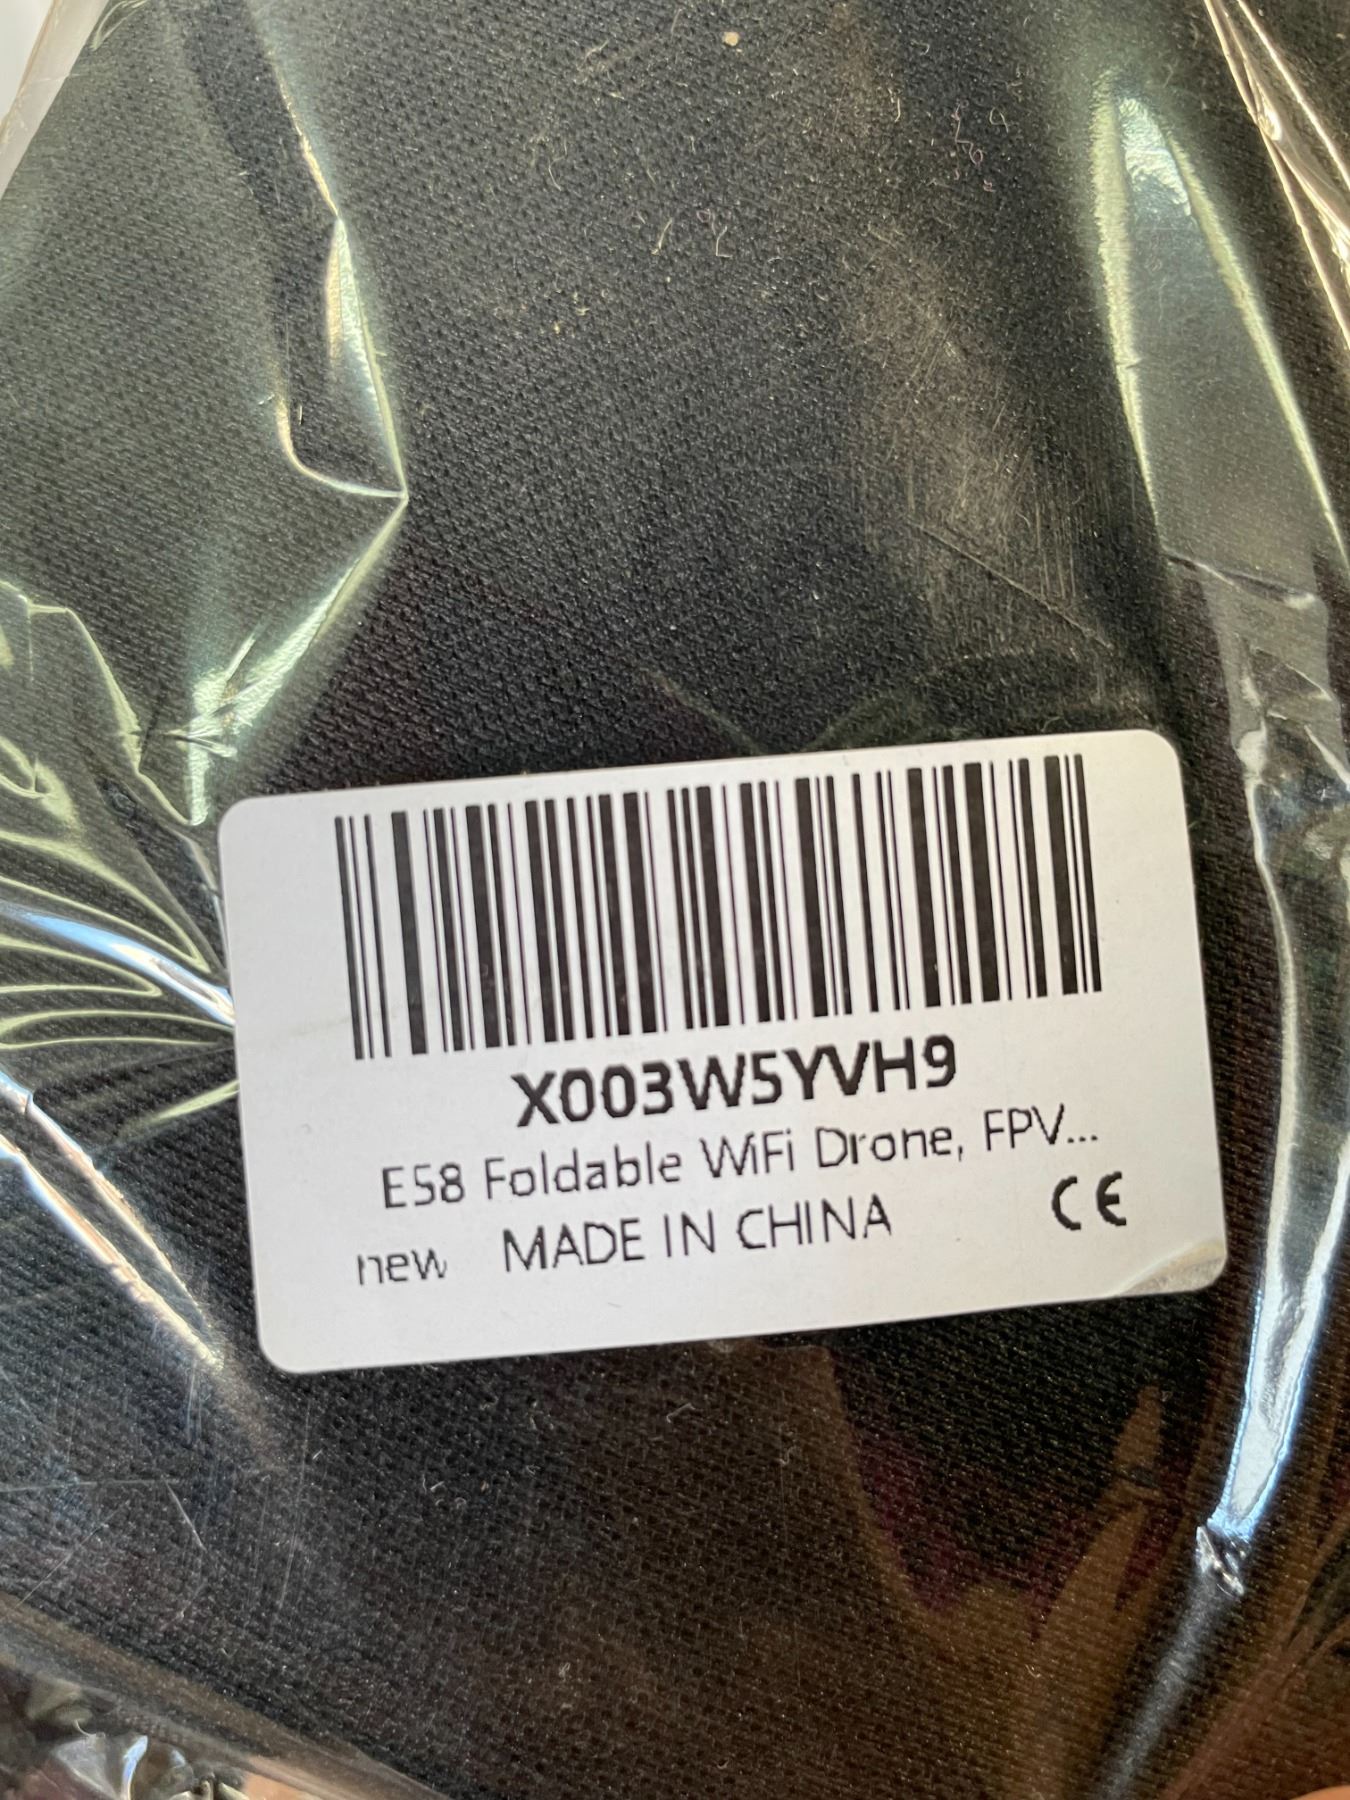 X003W5YVH9
E58 Foldable WiFi Drone, FPV...
new MADE IN CHINA CE